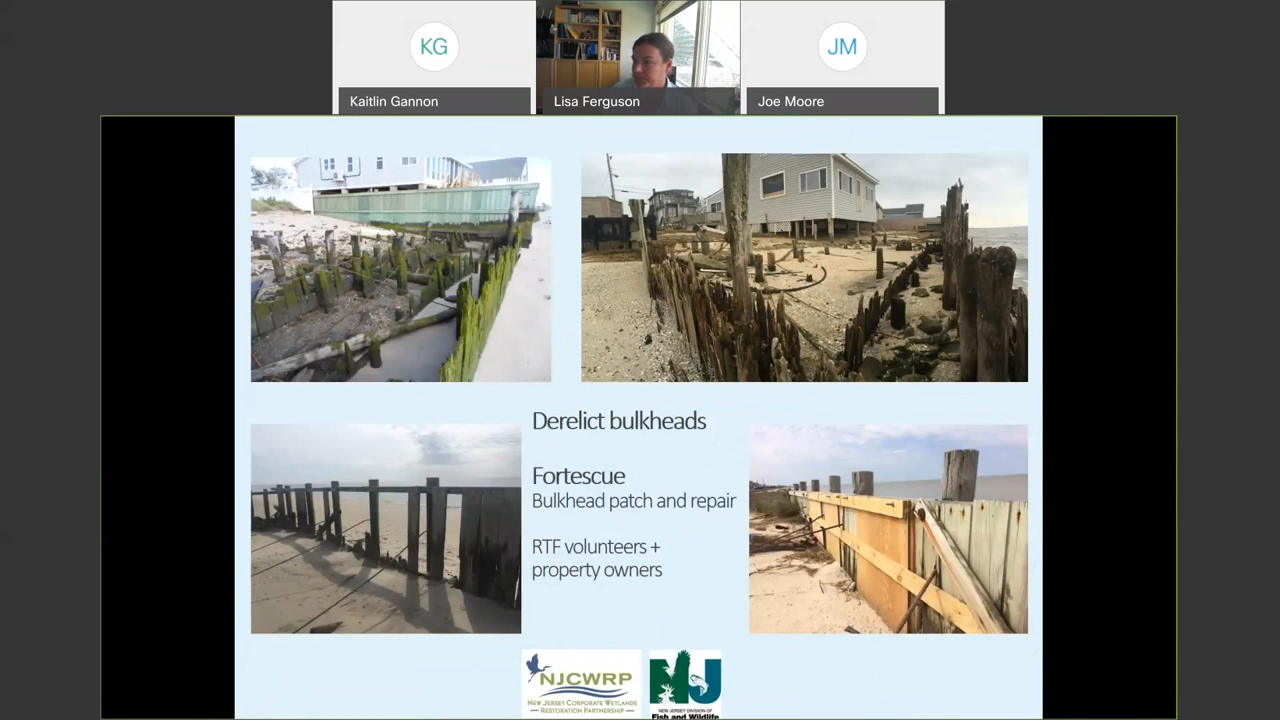 KG
JM
Kaitlin Gannon
Lisa Ferguson
Joe Moore
Derelict bulkheads
Fortescue
Bulkhead patch and repair
RTF volunteers +
property owners
NJCWRP
NEW JERSEY CORPORATE WETLANDS
RESTORATION PARTNERSHIP
NJ
NEW JERSEY DIVISION OF
Fish and Wildlife